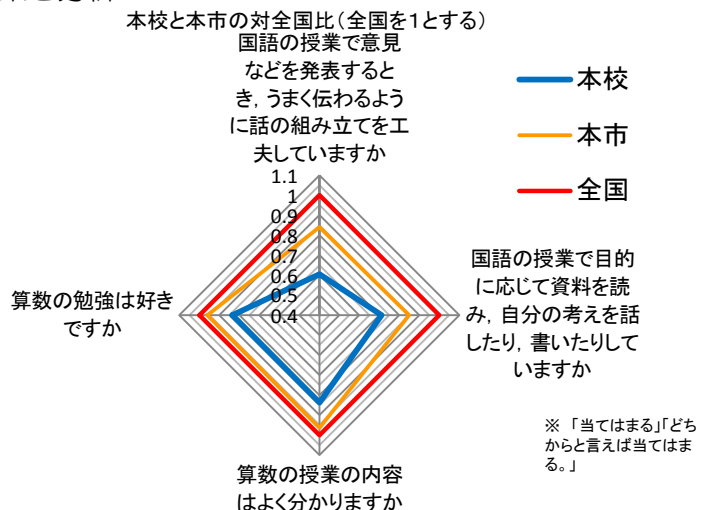 本校と本市の対全国比（全国を1とする）
国語の授業で意見
などを発表すると
き，うまく伝わるよう
に話の組み立てを工
夫していますか
本校
本市
全国
1.1
1
0.9
0.8
0.7
0.6
0.5
0.4
国語の授業で目的
に応じて資料を読
み，自分の考えを話
したり，書いたりして
いますか
算数の勉強は好き
ですか
算数の授業の内容
はよく分かりますか
※　「当てはまる」「どち
からと言えば当てはま
る。」